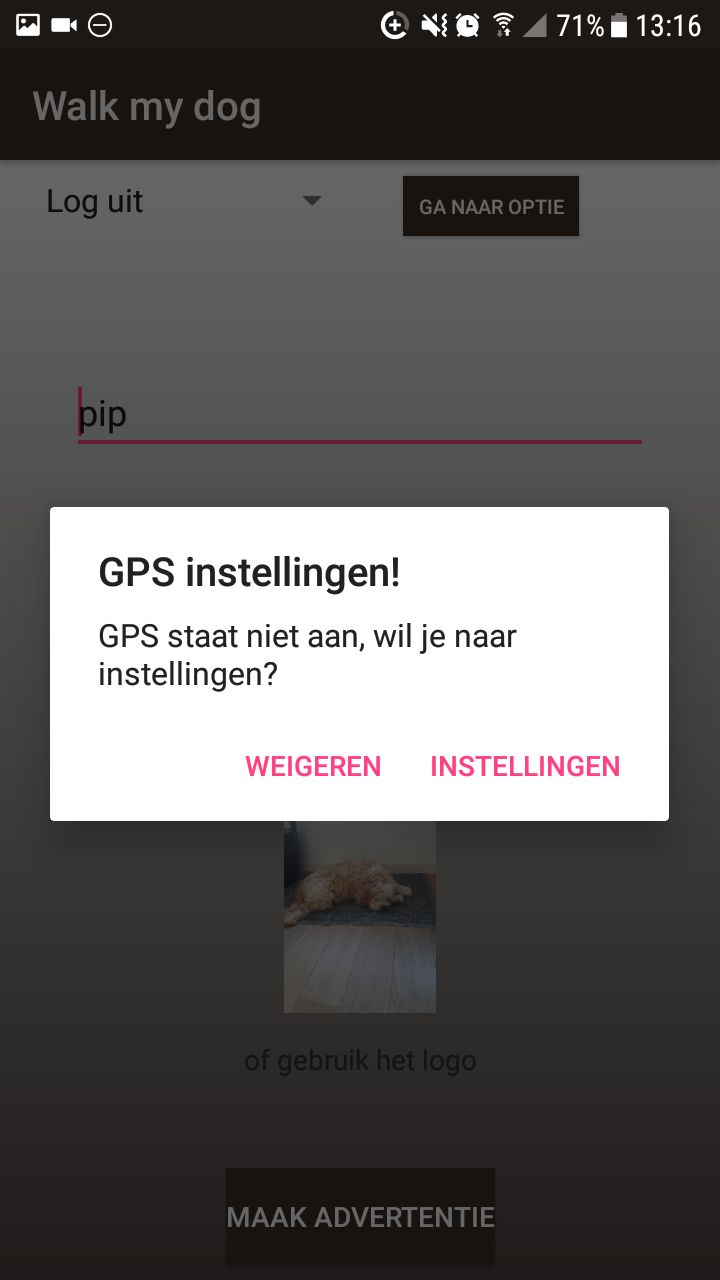 71% 13:16
Walk my dog
Log uit
GA NAAR OPTIE
pip
GPS instellingen!
GPS staat niet aan, wil je naar
instellingen?
WEIGEREN INSTELLINGEN
of gebruik het logo
MAAK ADVERTENTIE